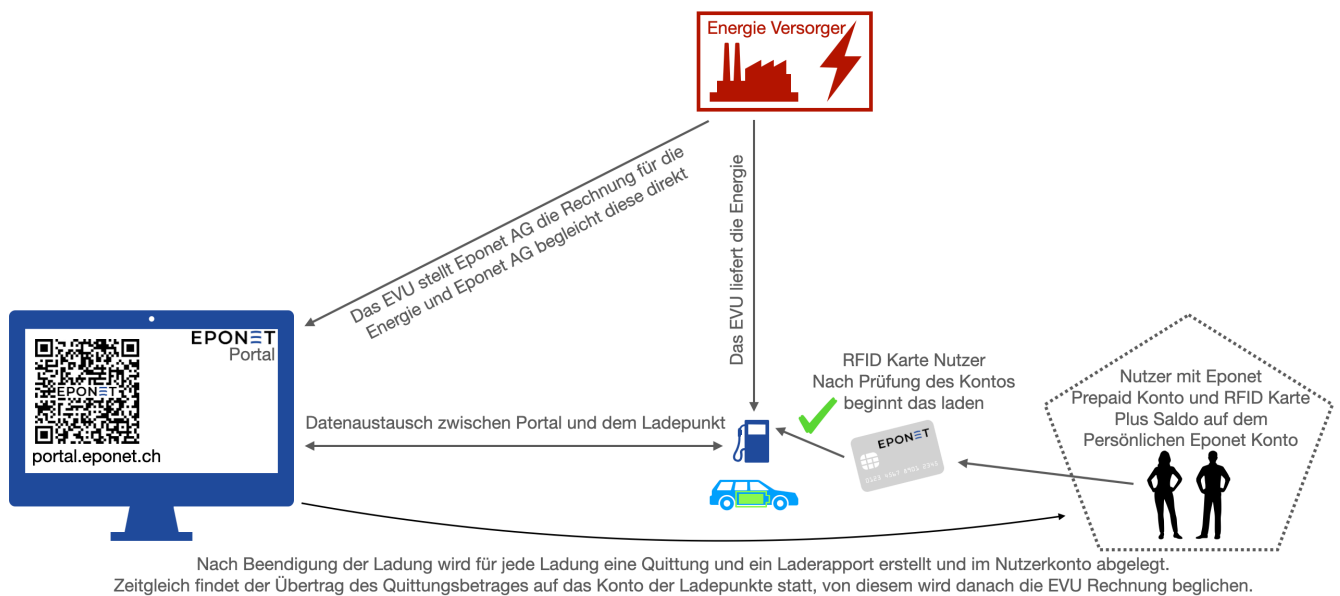 Energie Versorger
Das EVU stellt Eponet AG die Rechnung für die
Energie und Eponet AG begleicht diese direkt
Das EVU liefert die Energie
EPONET
Portal
EPONET
portal.eponet.ch
Datenaustausch zwischen Portal und dem Ladepunkt
RFID Karte Nutzer
Nach Prüfung des Kontos
beginnt das laden
EPONET
0123 4567 8901 2345
Nutzer mit Eponet
Prepaid Konto und RFID Karte
Plus Saldo auf dem
Persönlichen Eponet Konto
Nach Beendigung der Ladung wird für jede Ladung eine Quittung und ein Laderapport erstellt und im Nutzerkonto abgelegt.
Zeitgleich findet der Übertrag des Quittungsbetrages auf das Konto der Ladepunkte statt, von diesem wird danach die EVU Rechnung beglichen.